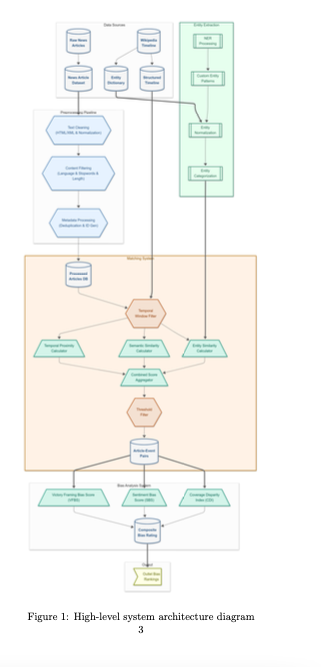 Data Sources
Entity Extraction
Raw News
Articles
Wikipedia
Timeline
NER
Processing
News Article
Dataset
Entity
Dictionary
Structured
Timeline
Custom Entity
Patterns
Preprocessing Pipeline
Text Cleaning
(HTML/XML & Normalization)
Entity
Normalization
Content Filtering
(Language & Keywords &
Length)
Entity
Categorization
Metadata Processing
(Deduplication & ID Gen)
Matching System
Processed
Articles DB
Temporal
Window Filter
Temporal Proximity
Calculator
Semantic Similarity
Calculator
Entity Similarity
Calculator
Combined Score
Aggregator
Threshold
Filter
Article-Event
Pairs
Bias Analysis System
Victory Framing Bias Score
Sentiment Bias
Coverage Disparity
Index (CDI)
Composite
Bias Rating
Output
Outlet Bias
Rankings
Figure 1: High-level system architecture diagram
3